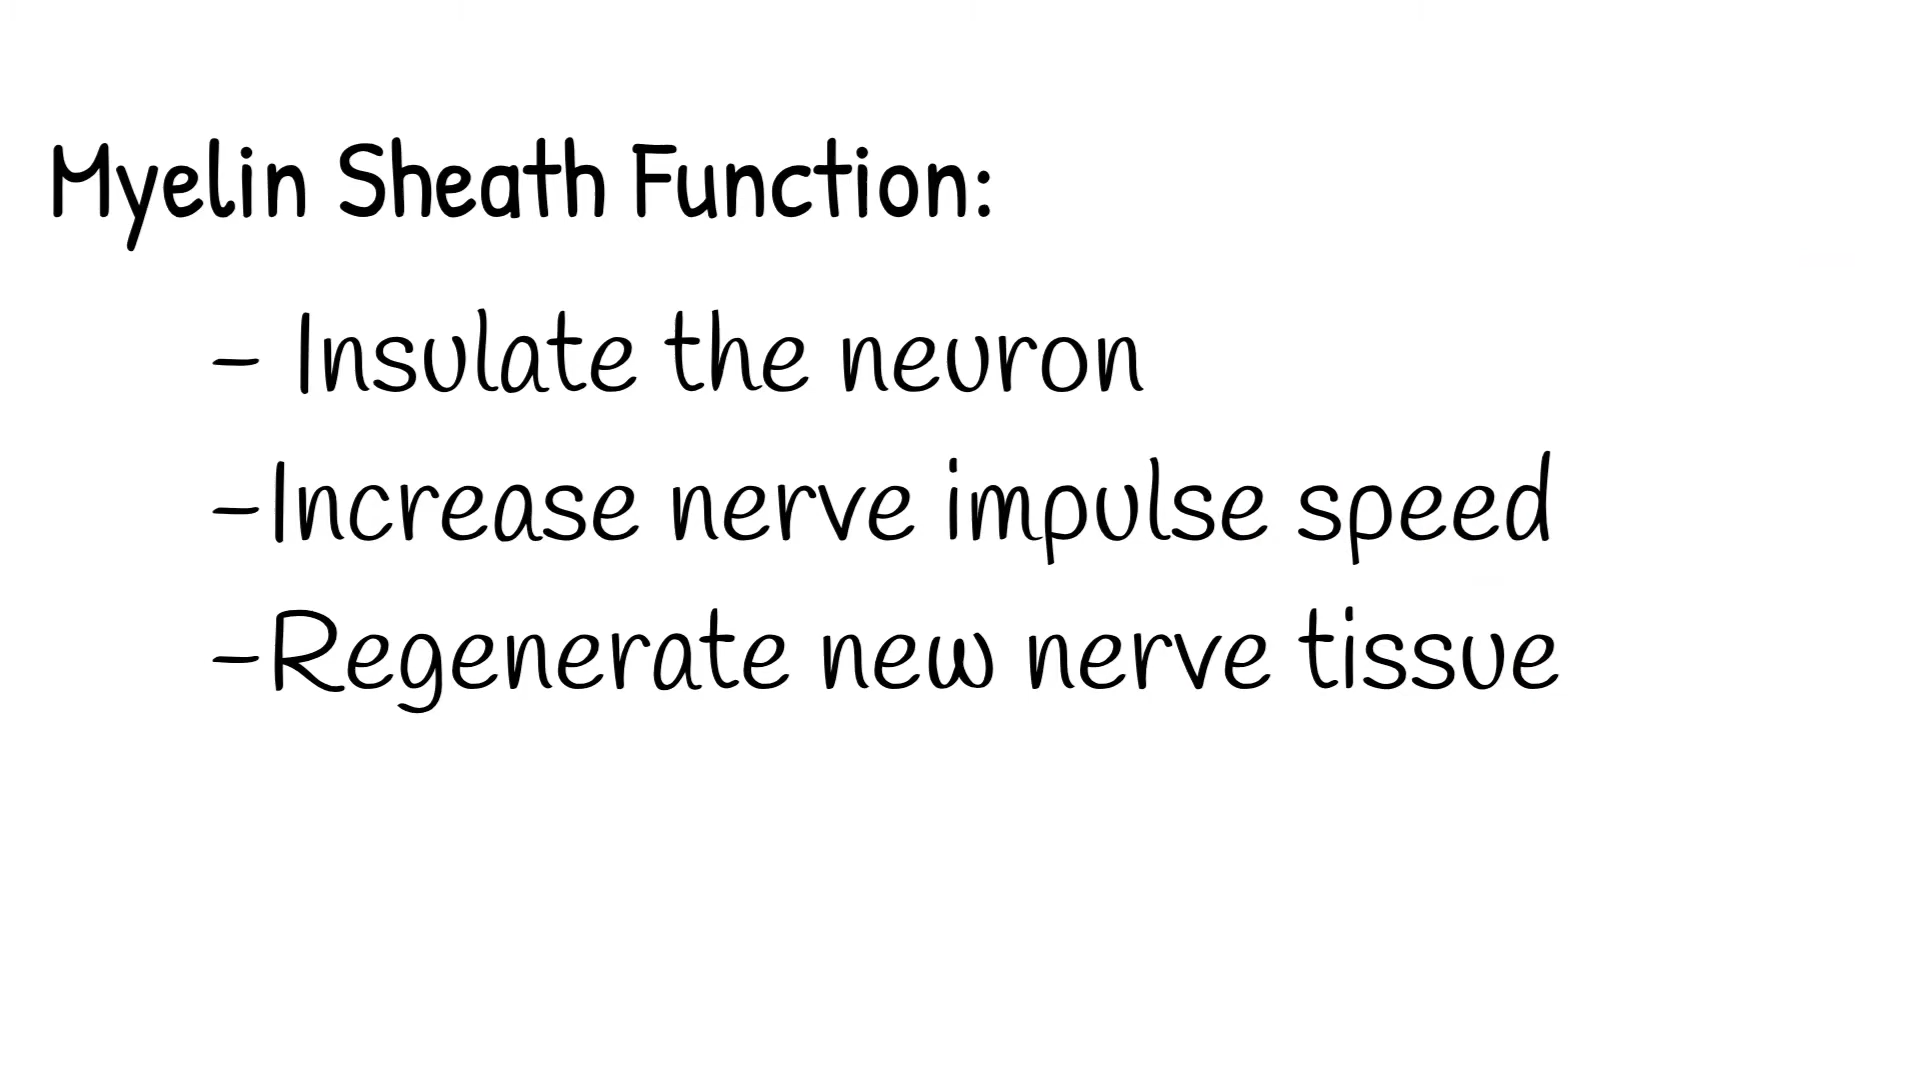 Myelin Sheath Function:
- Insulate the neuron
-Increase nerve impulse speed
-Regenerate new nerve tissue